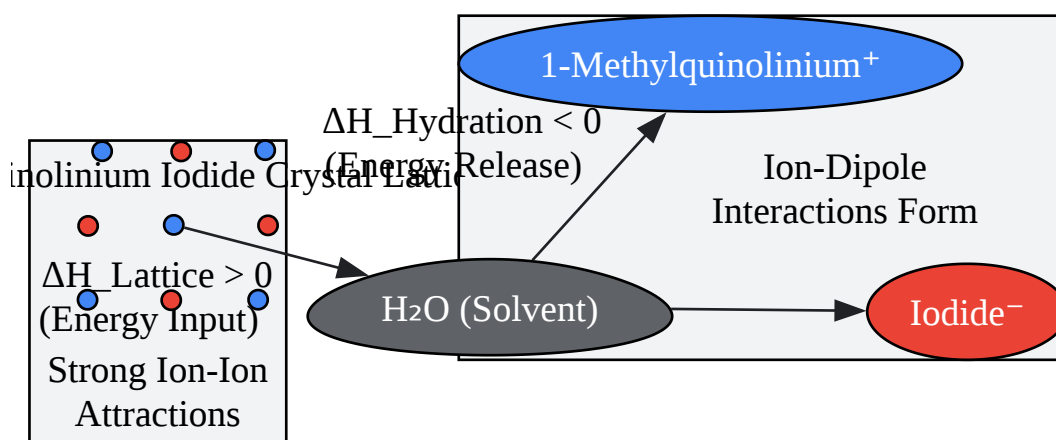 1-Methylquinolinium⁺
ΔH_Hydration < 0
(Energy Release)
inolinium Iodide Crystal Lattic
Ion-Dipole
Interactions Form
ΔH_Lattice > 0
(Energy Input)
H₂O (Solvent)
Iodide⁻
Strong Ion-Ion
Attractions